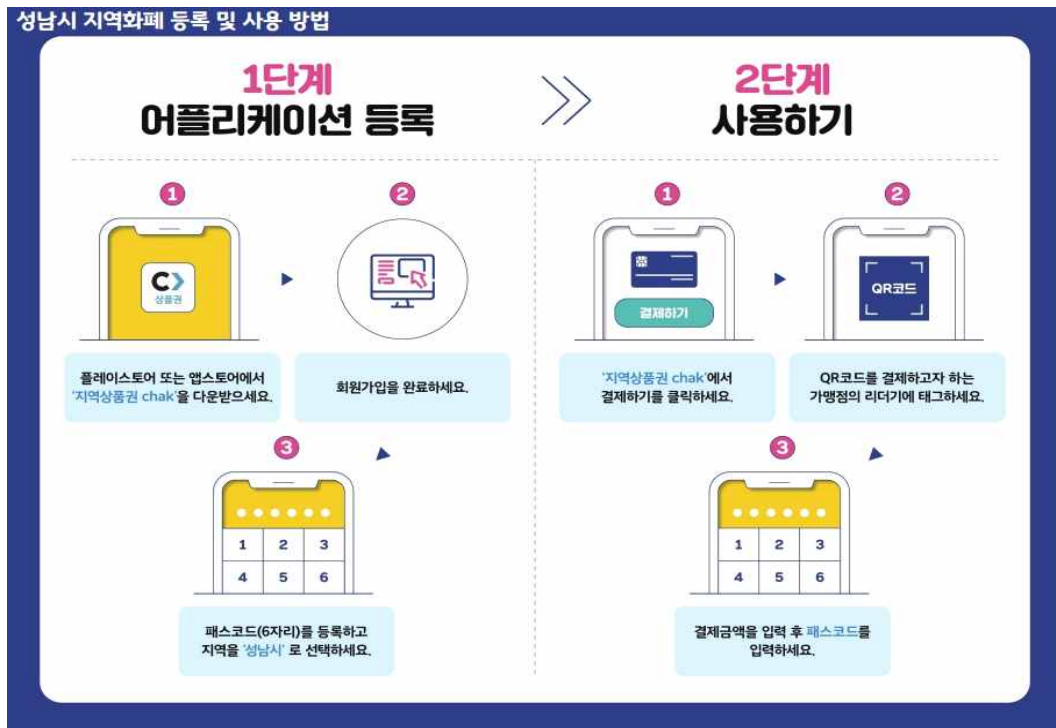 성남시 지역화폐 등록 및 사용 방법
1단계
어플리케이션 등록
1
C
상품권
플레이스토어 또는 앱스토어에서
'지역상품권 chak'을 다운받으세요.
2
회원가입을 완료하세요.
3
1 2 3
4 5 6
패스코드(6자리)를 등록하고
지역을 '성남시' 로 선택하세요.
2단계
사용하기
1
결제하기
'지역상품권 chak'에서
결제하기를 클릭하세요.
2
QR코드
QR코드를 결제하고자 하는
가맹점의 리더기에 태그하세요.
3
1 2 3
4 5 6
결제금액을 입력 후 패스코드를
입력하세요.